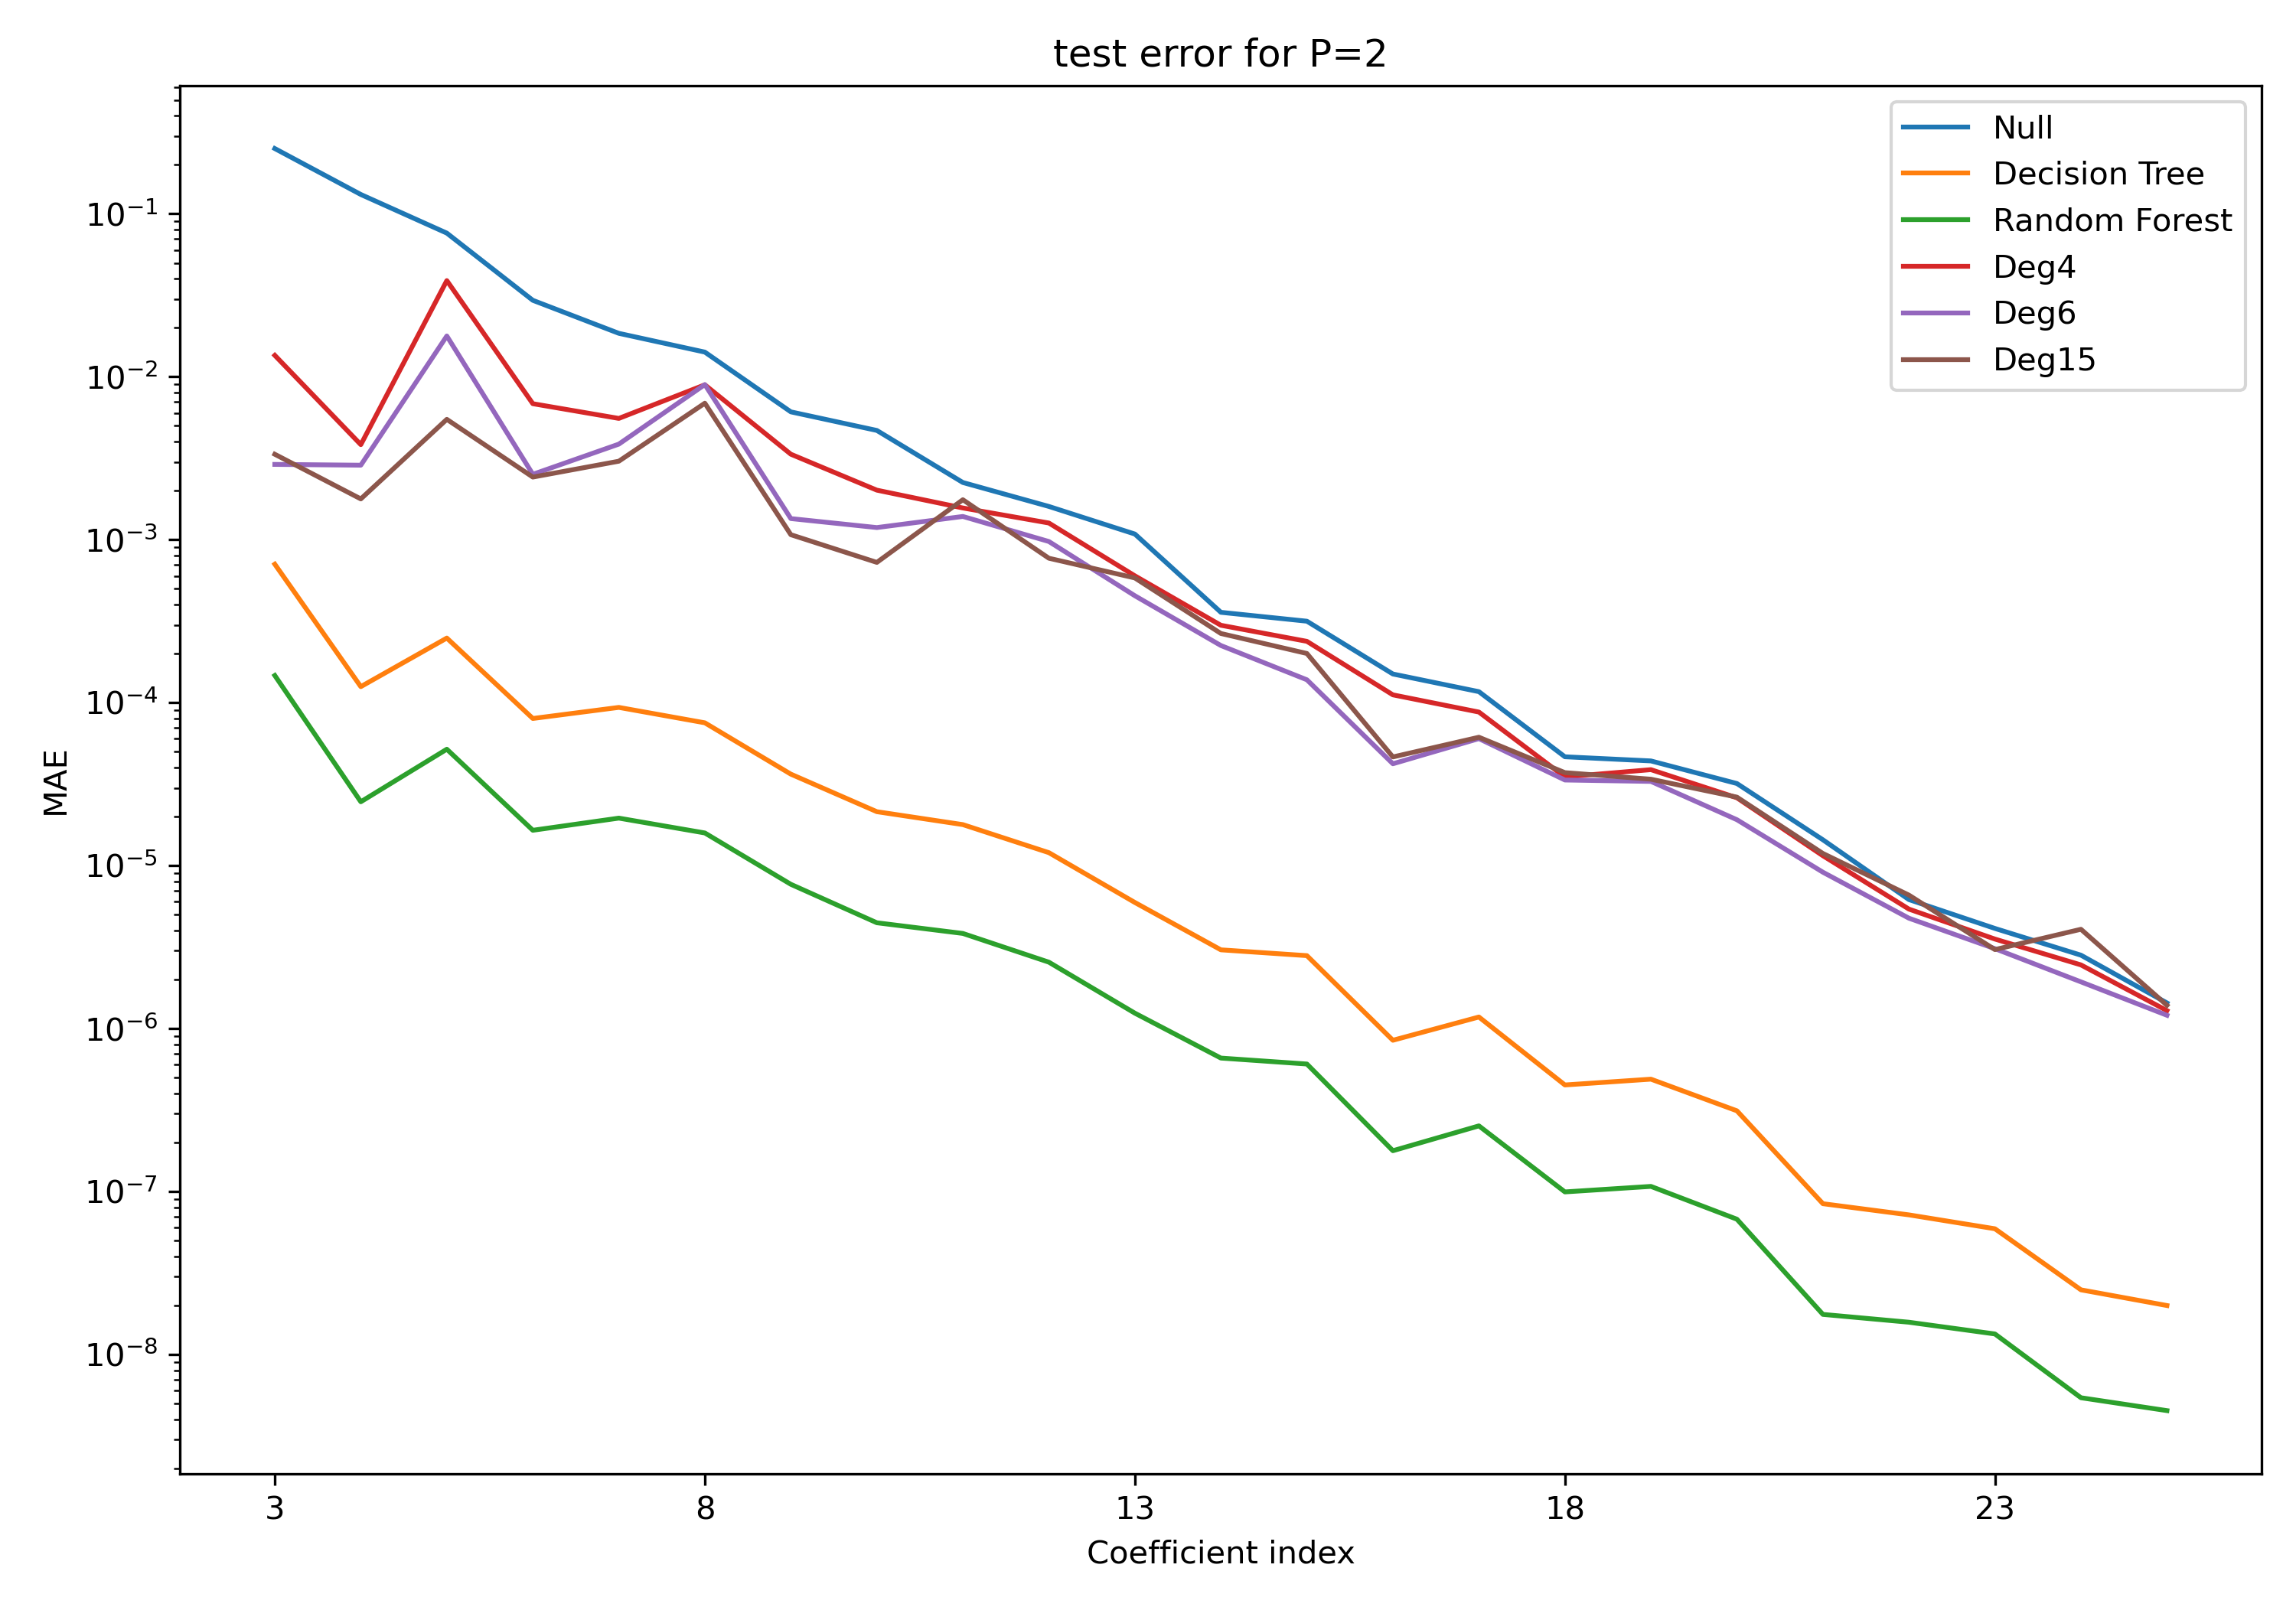 test error for P=2
Null
Decision Tree
Random Forest
Deg4
Deg6
Deg15
MAE
10⁻¹
10⁻²
10⁻³
10⁻⁴
10⁻⁵
10⁻⁶
10⁻⁷
10⁻⁸
3 8 13 18 23
Coefficient index